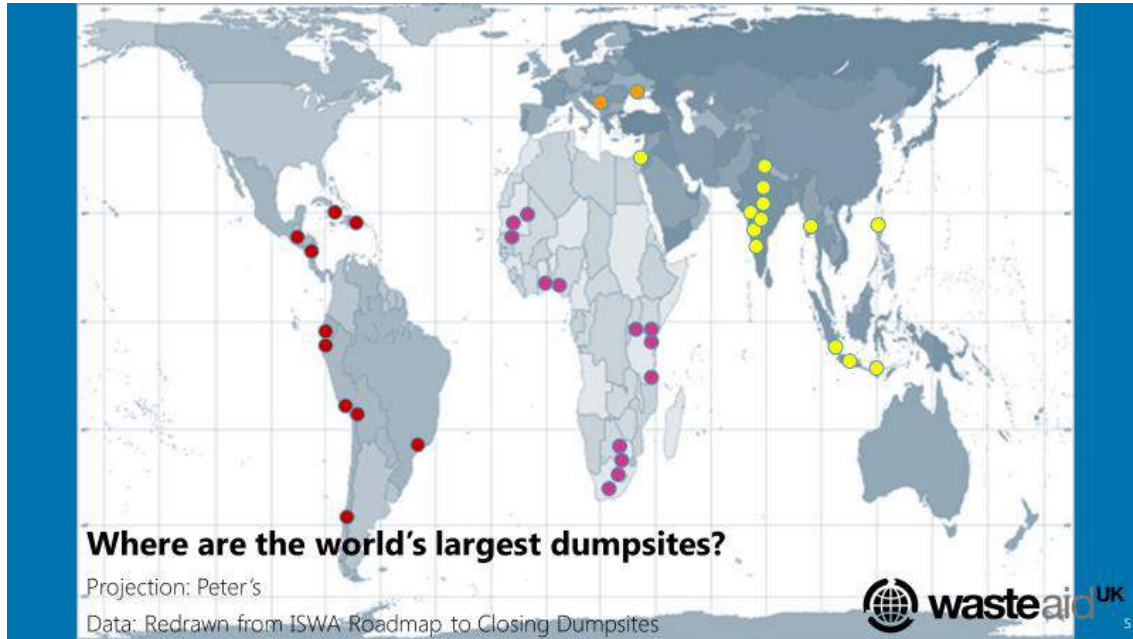 Where are the world's largest dumpsites?
Projection: Peter's
Data: Redrawn from ISWA Roadmap to Closing Dumpsites
wasteaid UK
5